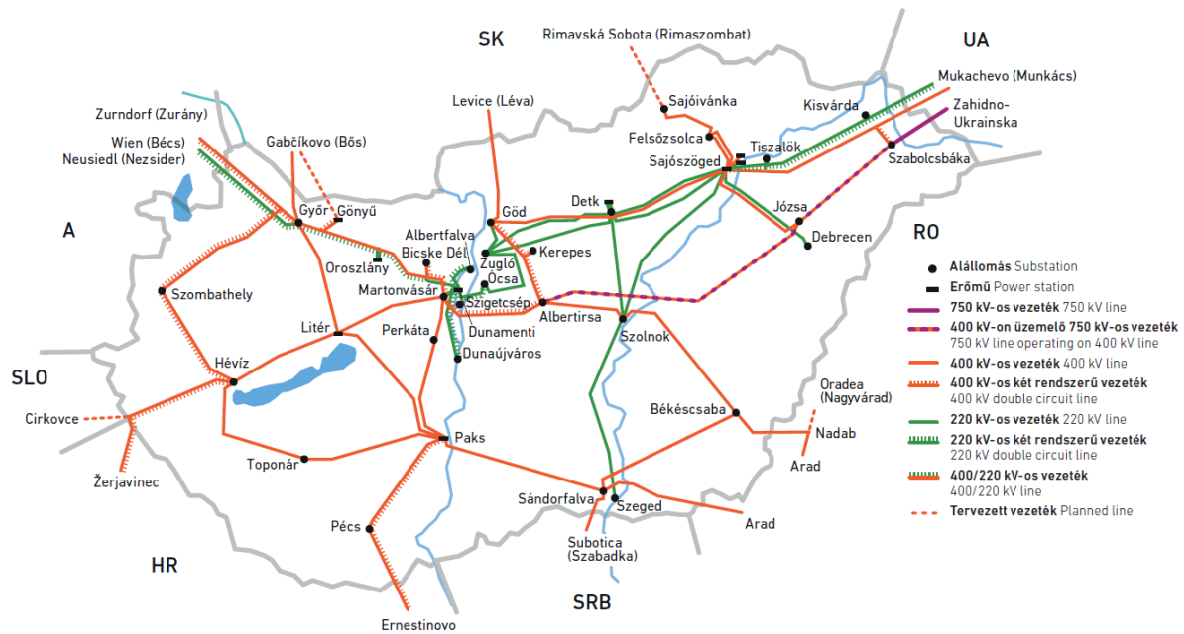 SK
Rimavská Sobota (Rimaszombat)
UA
Mukachevo (Munkács)
Levice (Léva)
Sajóivánka
Kisvárda
Zahidno-
Ukrainska
Zurndorf (Zurány)
Wien (Bécs)
Neusiedl (Nezsider)
Gabčíkovo (Bős)
Felsőzsolca
Sajószöged
Tiszalök
Szabolcsbáka
A
Győr
Gönyű
Albertfalva
Bicske Dél
Göd
Detk
Józsa
Debrecen
RO
Oroszlány
Zugló
Ócsa
Kerepes
Szombathely
Martonvásár
Szigetcsép
Albertirsa
Litér
Perkáta
Dunamenti
Szolnok
Dunaújváros
Hévíz
SLO
Cirkovce
Oradea
(Nagyvárad)
Békéscsaba
Nadab
Arad
Paks
Toponár
Žerjavinec
Sándorfalva
Szeged
Arad
Pécs
Subotica
(Szabadka)
HR
SRB
Ernestinovo
Alállomás Substation
Erőmű Power station
750 kV-os vezeték 750 kV line
400 kV-on üzemelő 750 kV-os vezeték
750 kV line operating on 400 kV line
400 kV-os vezeték 400 kV line
400 kV-os két rendszerű vezeték
400 kV double circuit line
220 kV-os vezeték 220 kV line
220 kV-os két rendszerű vezeték
220 kV double circuit line
400/220 kV-os vezeték
400/220 kV line
Tervezett vezeték Planned line